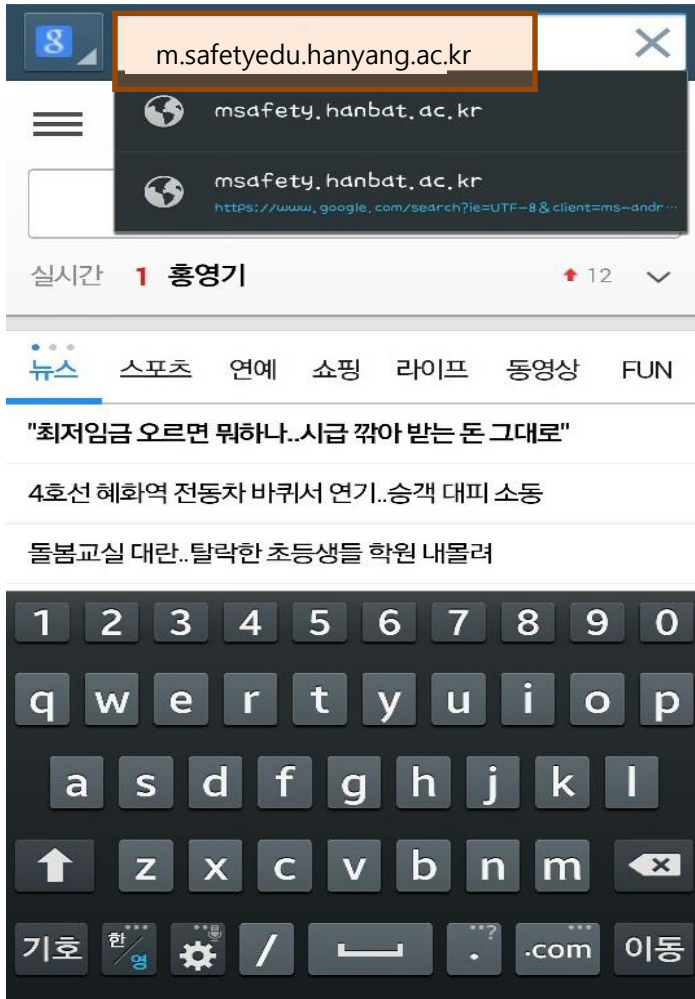 8
m.safetyedu.hanyang.ac.kr
msafety.hanbat.ac.kr
msafety.hanbat.ac.kr
https://www.google.com/search?ie=UTF-8&client=ms-andr...
실시간 1 홍영기 12
뉴스 스포츠 연예 쇼핑 라이프 동영상 FUN
"최저임금 오르면 뭐하나..시급 깎아 받는 돈 그대로"
4호선 혜화역 전동차 바퀴서 연기..승객 대피 소동
돌봄교실 대란..탈락한 초등생들 학원 내몰려
1 2 3 4 5 6 7 8 9 0
q w e r t y u i o p
a s d f g h j k l
z x c v b n m
기호 한/영 / . ? .com 이동